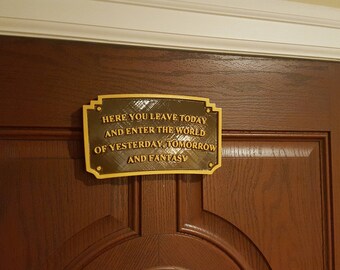 HERE YOU LEAVE TODAY
AND ENTER THE WORLD
OF YESTERDAY, TOMORROW
AND FANTASY